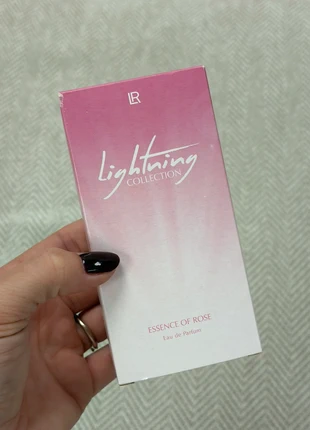 LR
Lightning
COLLECTION
ESSENCE OF ROSE
Eau de Parfum